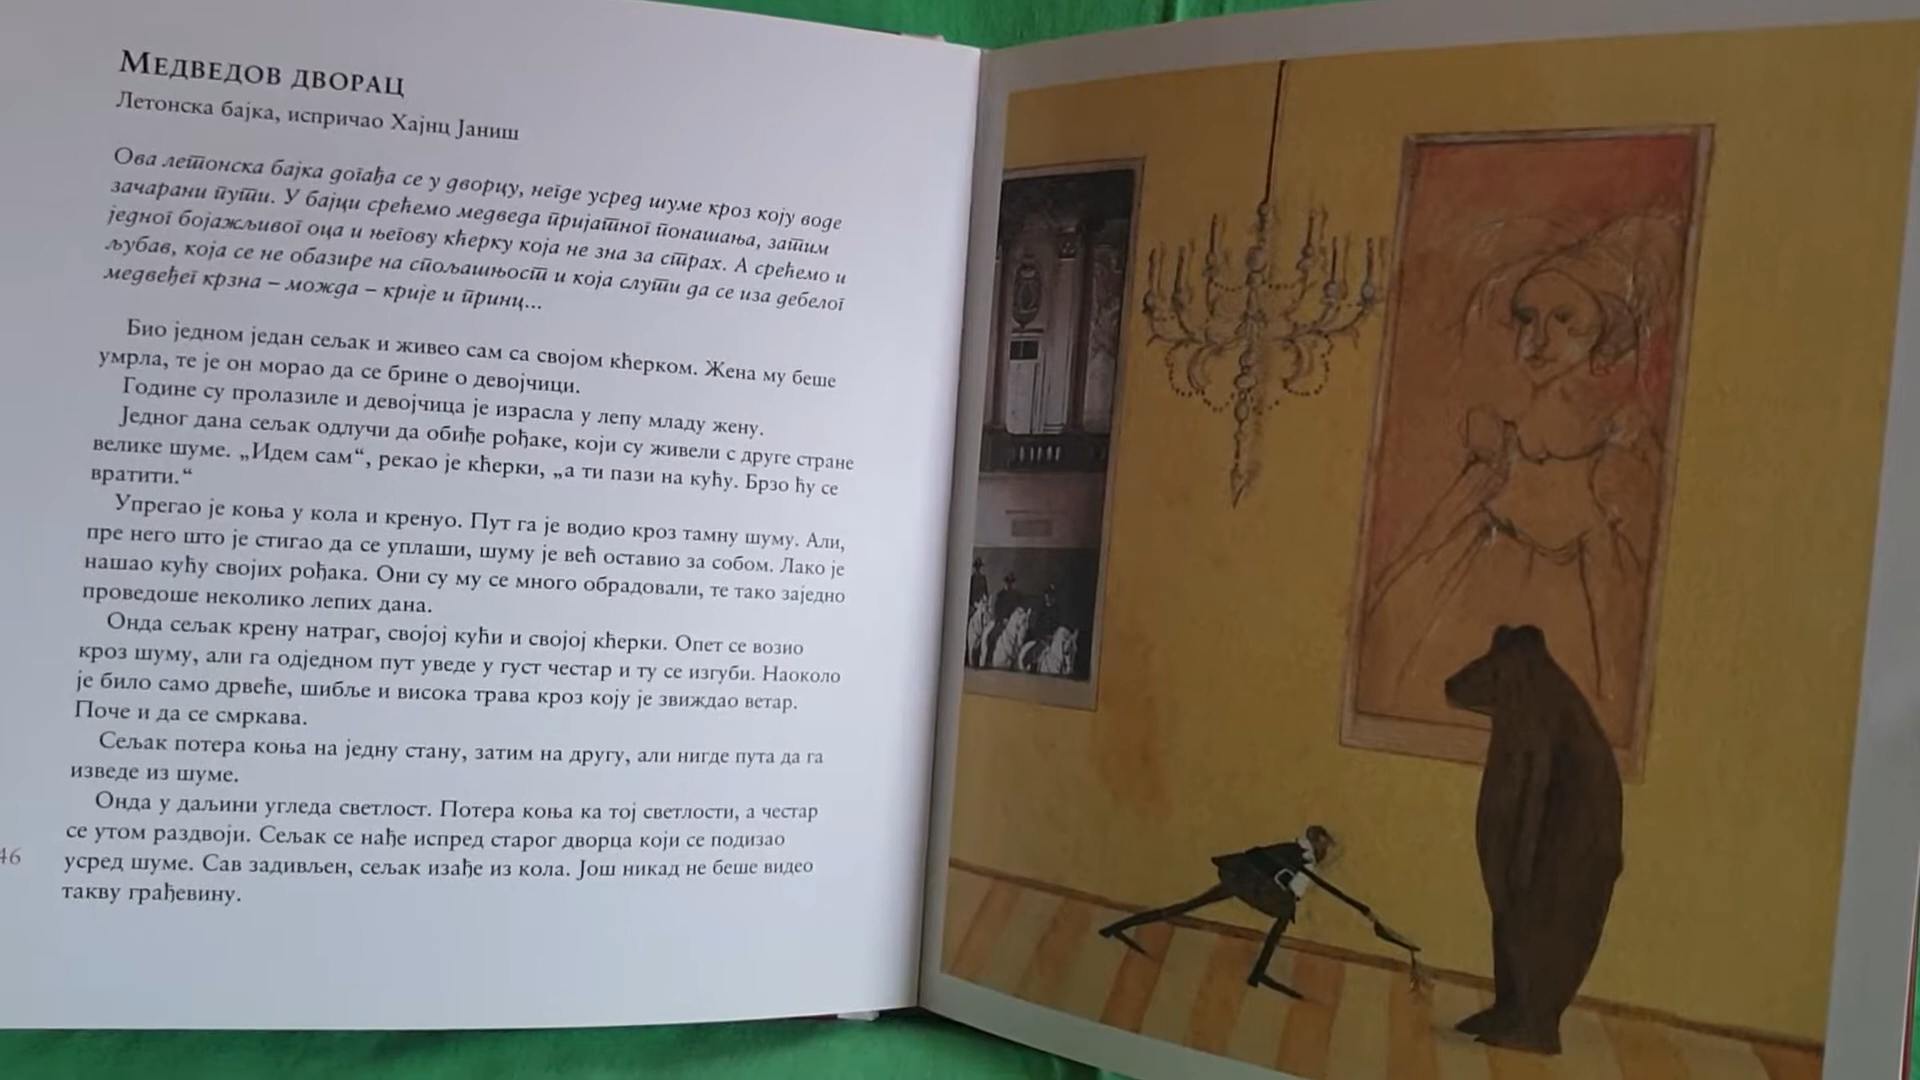 Медведов дворац
Летонска бајка, испричао Хајнц Јаниш
Ова летонска бајка догађа се у дворцу, негде усред шуме кроз коју воде
зачарани пути. У бајци срећемо медведа пријатног понашања, затим
једног бојажљивог оца и његову кћерку која не зна за страх. А срећемо и
љубав, која се не обазире на спољашњост и која слути да се иза дебелог
медвеђег крзна – можда – крије и принц...
Био једном један сељак и живео сам са својом кћерком. Жена му беше
умрла, те је он морао да се брине о девојчици.
Године су пролазиле и девојчица је израсла у лепу младу жену.
Једног дана сељак одлучи да обиђе рођаке, који су живели с друге стране
велике шуме. „Идем сам“, рекао је кћерки, „а ти пази на кућу. Брзо ћу се
вратити.“
Упрегао је коња у кола и кренуо. Пут га је водио кроз тамну шуму. Али,
пре него што је стигао да се уплаши, шуму је већ оставио за собом. Лако је
нашао кућу својих рођака. Они су му се много обрадовали, те тако заједно
проведоше неколико лепих дана.
Онда сељак крену натраг, својој кући и својој кћерки. Опет се возио
кроз шуму, али га одједном пут уведе у густ честар и ту се изгуби. Наоколо
је било само дрвеће, шибље и висока трава кроз коју је звиждао ветар.
Поче и да се смркава.
Сељак потера коња на једну стану, затим на другу, али нигде пута да га
изведе из шуме.
Онда у даљини угледа светлост. Потера коња ка тој светлости, а честар
се утом раздвоји. Сељак се нађе испред старог дворца који се подизао
усред шуме. Сав задивљен, сељак изађе из кола. Још никад не беше видео
такву грађевину.
46